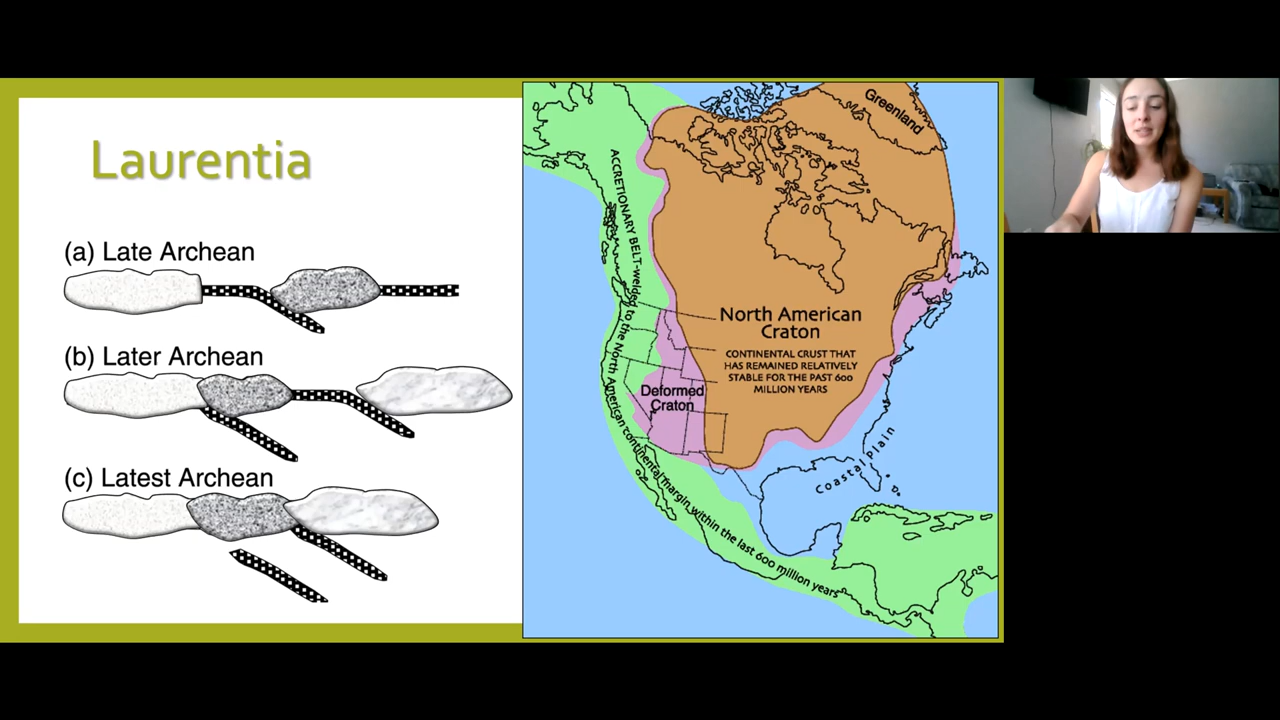 Laurentia
(a) Late Archean
(b) Later Archean
(c) Latest Archean
Greenland
ACCRETIONARY BELT-welded to the North American continental margin within the last 600 million years
North American
Craton
CONTINENTAL CRUST THAT
HAS REMAINED RELATIVELY
STABLE FOR THE PAST 600
MILLION YEARS
Deformed
Craton
Coastal Plain